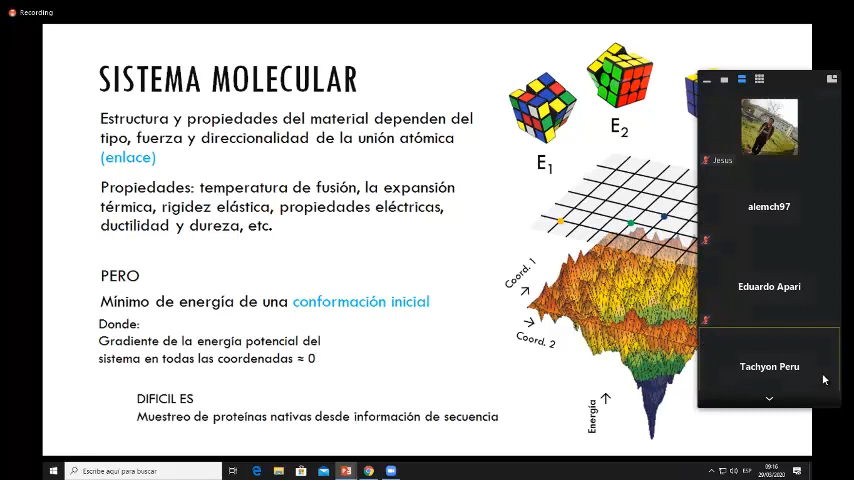 Recording
SISTEMA MOLECULAR
Estructura y propiedades del material dependen del
tipo, fuerza y direccionalidad de la unión atómica
(enlace)
Propiedades: temperatura de fusión, la expansión
térmica, rigidez elástica, propiedades eléctricas,
ductilidad y dureza, etc.
PERO
Mínimo de energía de una conformación inicial
Donde:
Gradiente de la energía potencial del
sistema en todas las coordenadas ≈ 0
DIFICIL ES
Muestreo de proteínas nativas desde información de secuencia
E1
E2
Coord. 1
Coord. 2
Energía
Jesus
alemch97
Eduardo Apari
Tachyon Peru
Escribe aquí para buscar
ESP
09:16
29/05/2020